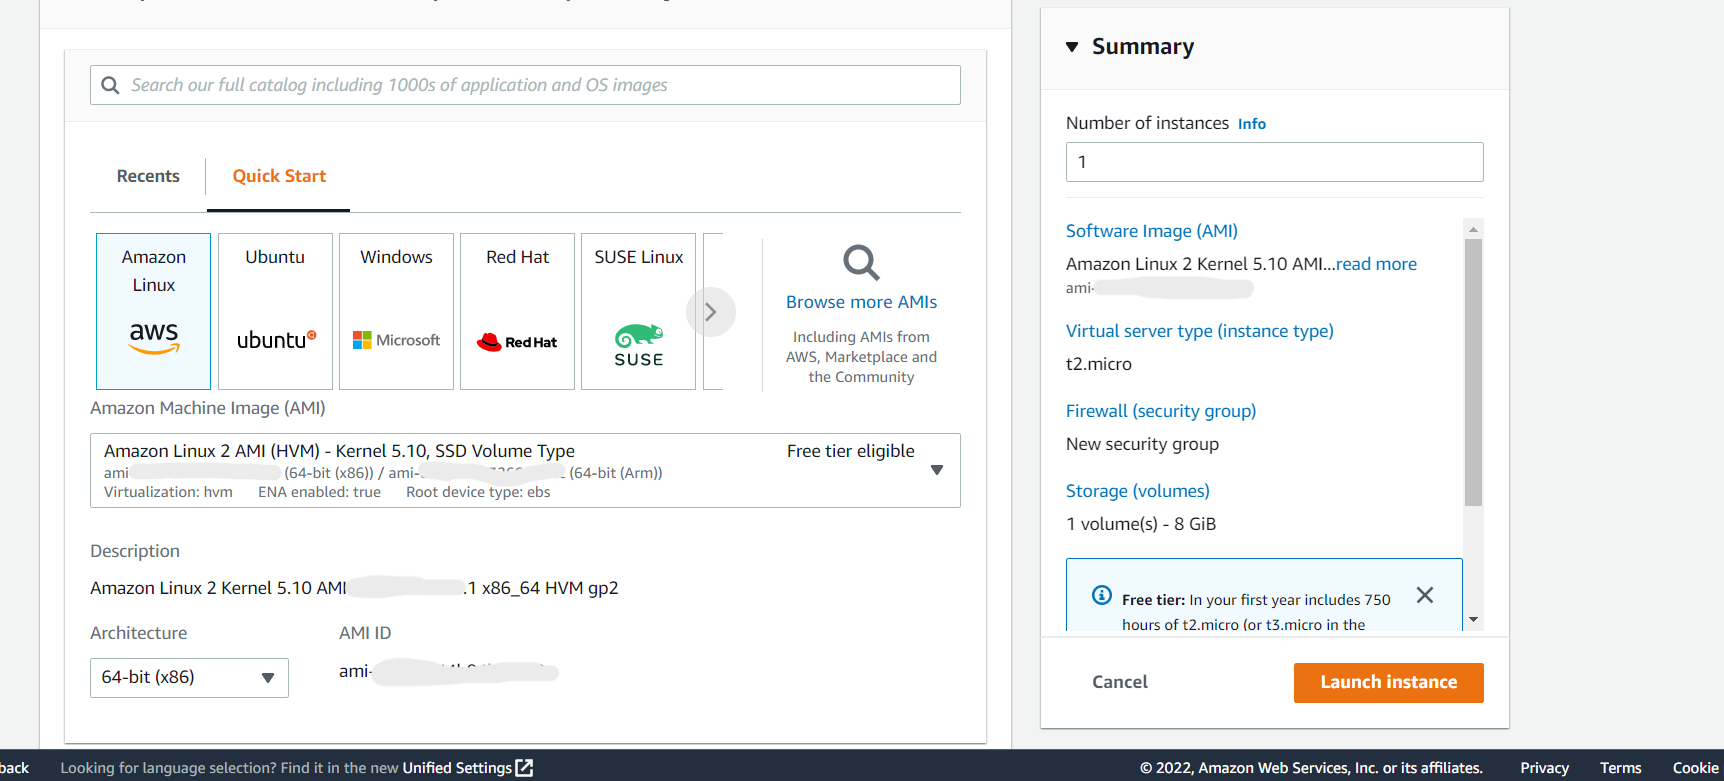 Search our full catalog including 1000s of application and OS images
Recents
Quick Start
Amazon
Linux
aws
Ubuntu
ubuntu
Windows
Microsoft
Red Hat
Red Hat
SUSE Linux
SUSE
Browse more AMIs
Including AMIs from
AWS, Marketplace and
the Community
Amazon Machine Image (AMI)
Amazon Linux 2 AMI (HVM) - Kernel 5.10, SSD Volume Type
Free tier eligible
ami (64-bit (x86)) / ami- (64-bit (Arm))
Virtualization: hvm ENA enabled: true Root device type: ebs
Description
Amazon Linux 2 Kernel 5.10 AMI .1 x86_64 HVM gp2
Architecture
AMI ID
64-bit (x86)
ami-
Summary
Number of instances Info
1
Software Image (AMI)
Amazon Linux 2 Kernel 5.10 AMI...read more
ami-
Virtual server type (instance type)
t2.micro
Firewall (security group)
New security group
Storage (volumes)
1 volume(s) - 8 GiB
Free tier: In your first year includes 750
hours of t2.micro (or t3.micro in the
Cancel
Launch instance
back
Looking for language selection? Find it in the new Unified Settings
© 2022, Amazon Web Services, Inc. or its affiliates.
Privacy
Terms
Cookie